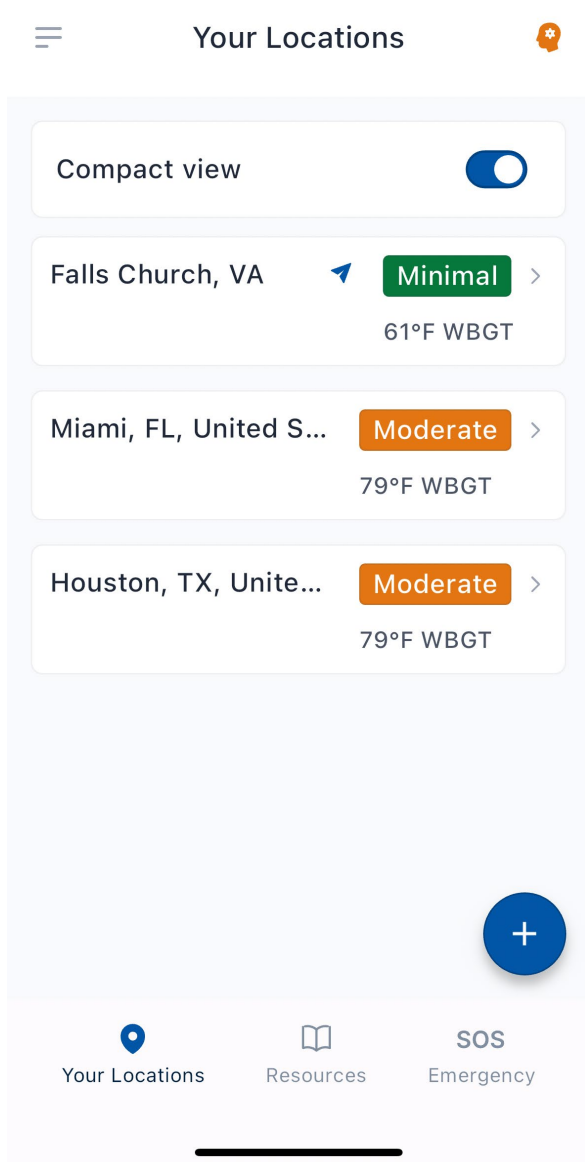 Your Locations
Compact view
Falls Church, VA
Minimal
61°F WBGT
Miami, FL, United S...
Moderate
79°F WBGT
Houston, TX, Unite...
Moderate
79°F WBGT
+
SOS
Your Locations
Resources
Emergency